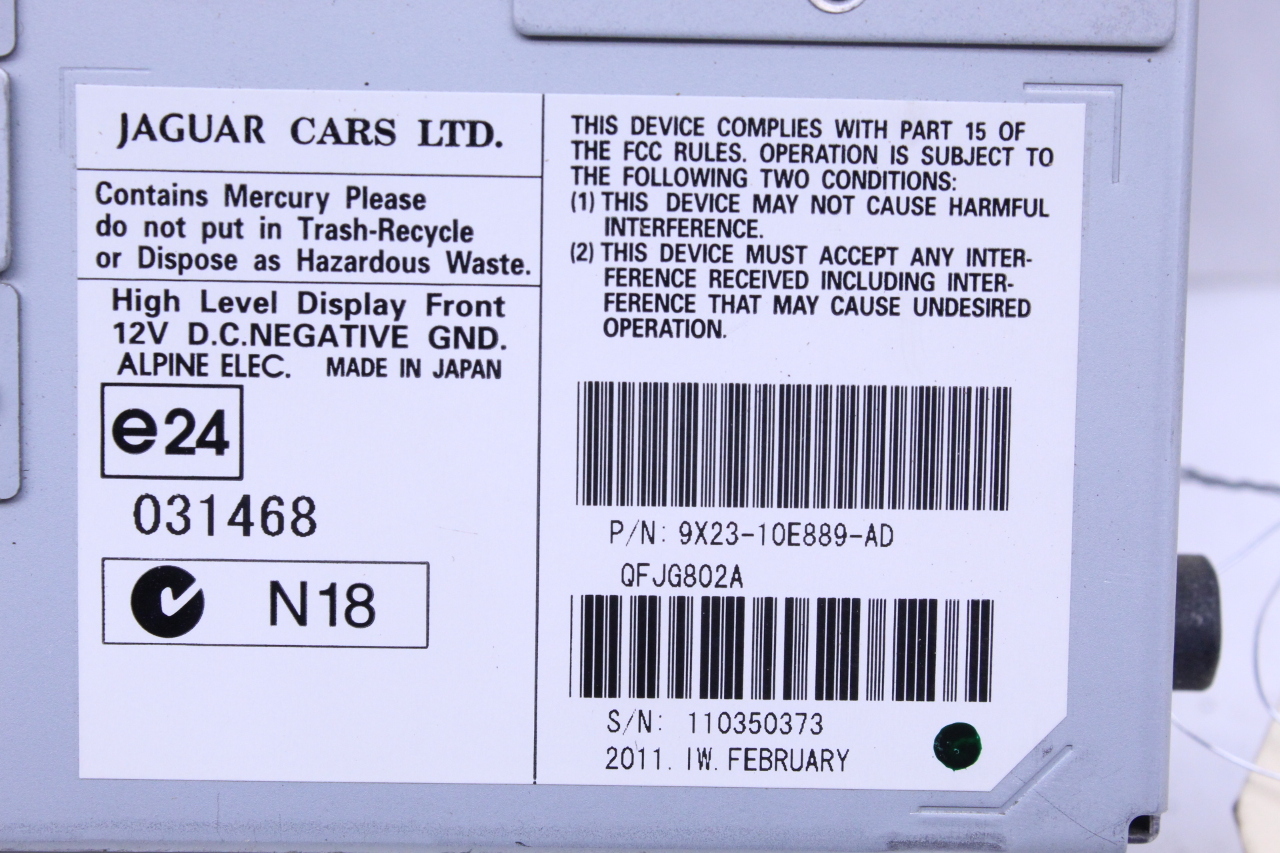 JAGUAR CARS LTD.
Contains Mercury Please
do not put in Trash-Recycle
or Dispose as Hazardous Waste.
High Level Display Front
12V D.C.NEGATIVE GND.
ALPINE ELEC. MADE IN JAPAN
e24
031468
N18
THIS DEVICE COMPLIES WITH PART 15 OF
THE FCC RULES. OPERATION IS SUBJECT TO
THE FOLLOWING TWO CONDITIONS:
(1) THIS DEVICE MAY NOT CAUSE HARMFUL
INTERFERENCE.
(2) THIS DEVICE MUST ACCEPT ANY INTER-
FERENCE RECEIVED INCLUDING INTER-
FERENCE THAT MAY CAUSE UNDESIRED
OPERATION.
P/N: 9X23-10E889-AD
QFJG802A
S/N: 110350373
2011. IW. FEBRUARY